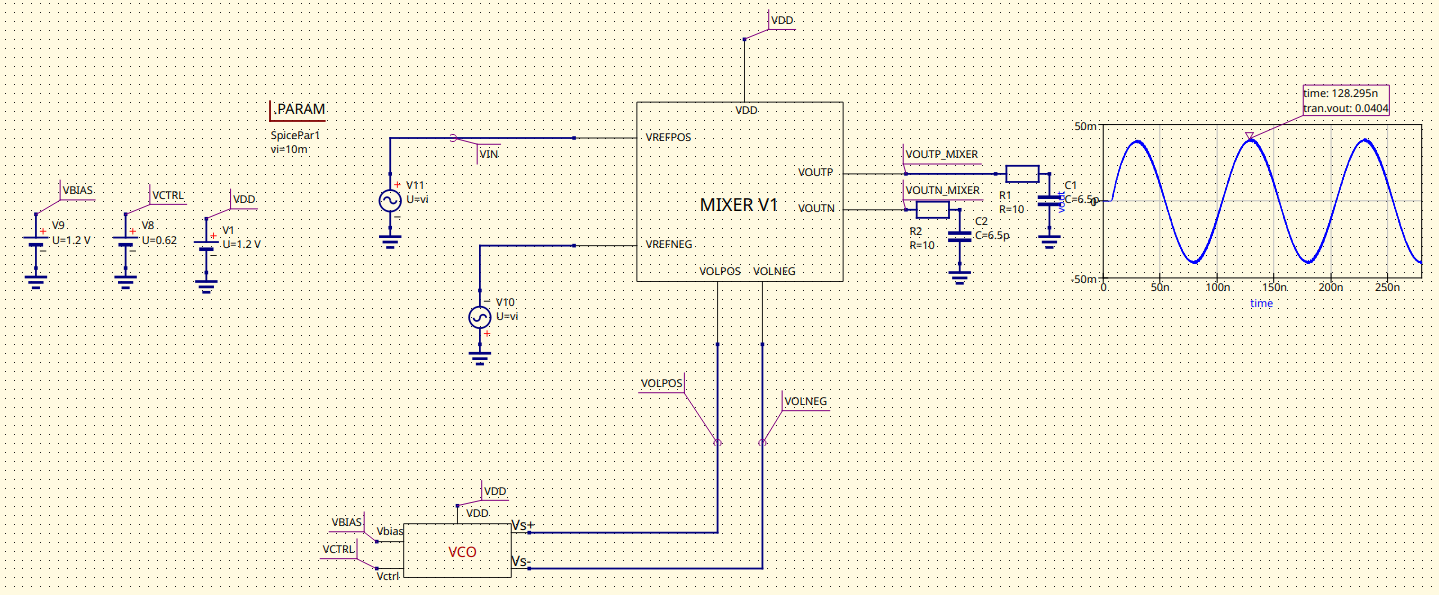 VDD
.PARAM
SpicePar1
vi=10m
VDD
VREFPOS
VIN
VBIAS
V9
U=1.2 V
VCTRL
V8
U=0.62
VDD
V1
U=1.2 V
V11
U=vi
VOUTP
VOUTN
MIXER V1
VREFNEG
VOLPOS
VOLNEG
V10
U=vi
VOUTP_MIXER
VOUTN_MIXER
R1
R=10
C1
C=6.5p
R2
R=10
C2
C=6.5p
time: 128.295n
tran.vout: 0.0404
50m
0
-50m
0
50n
100n
150n
200n
250n
time
VOLPOS
VOLNEG
VDD
VDD
VBIAS
Vbias
VCTRL
Vctrl
VCO
Vs+
Vs-